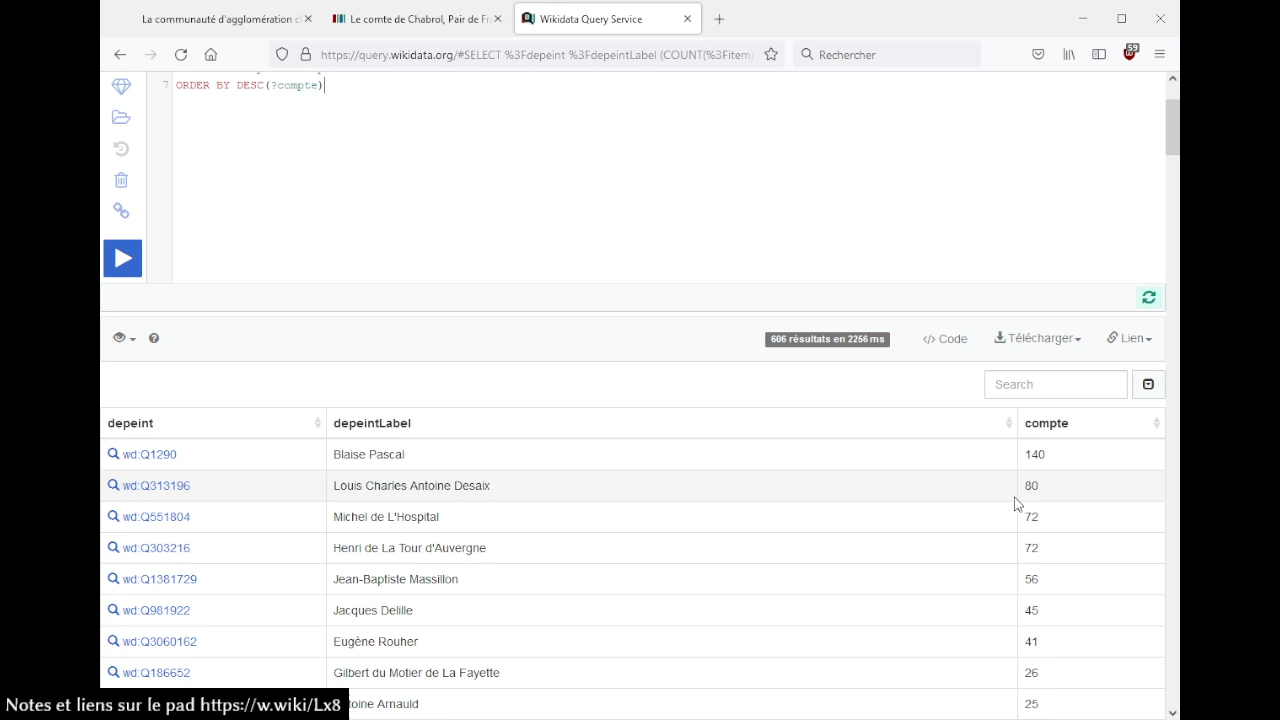 La communauté d'agglomération c
Le comte de Chabrol, Pair de Fr
Wikidata Query Service
https://query.wikidata.org/#SELECT %3Fdepeint %3FdepeintLabel (COUNT(%3Fitem)
Rechercher
59
7 ORDER BY DESC(?compte)
606 résultats en 2256 ms
</> Code
Télécharger
Lien
Search
depeint depeintLabel compte
wd:Q1290 Blaise Pascal 140
wd:Q313196 Louis Charles Antoine Desaix 80
wd:Q551804 Michel de L'Hospital 72
wd:Q303216 Henri de La Tour d'Auvergne 72
wd:Q1381729 Jean-Baptiste Massillon 56
wd:Q981922 Jacques Delille 45
wd:Q3060162 Eugène Rouher 41
wd:Q186652 Gilbert du Motier de La Fayette 26
toine Arnauld 25
Notes et liens sur le pad https://w.wiki/Lx8